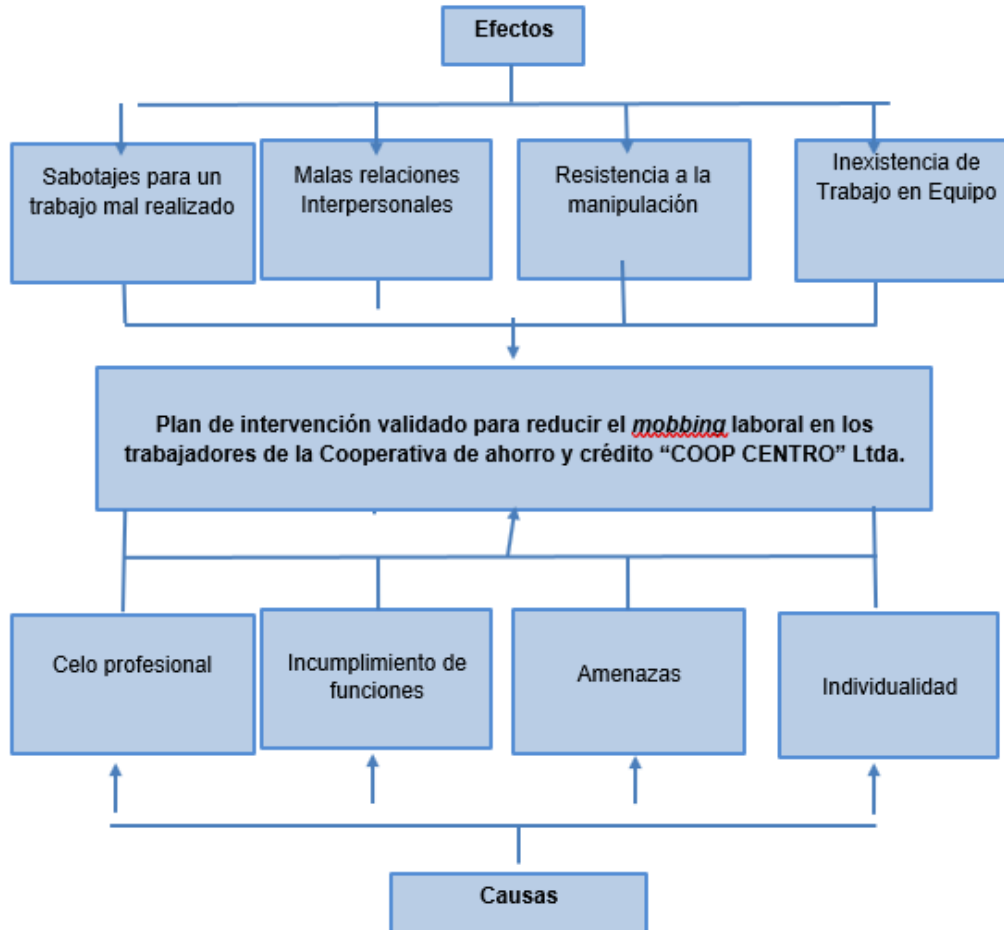 Efectos
Sabotajes para un
trabajo mal realizado
Malas relaciones
Interpersonales
Resistencia a la
manipulación
Inexistencia de
Trabajo en Equipo
Plan de intervención validado para reducir el mobbing laboral en los
trabajadores de la Cooperativa de ahorro y crédito “COOP CENTRO” Ltda.
Celo profesional
Incumplimiento de
funciones
Amenazas
Individualidad
Causas